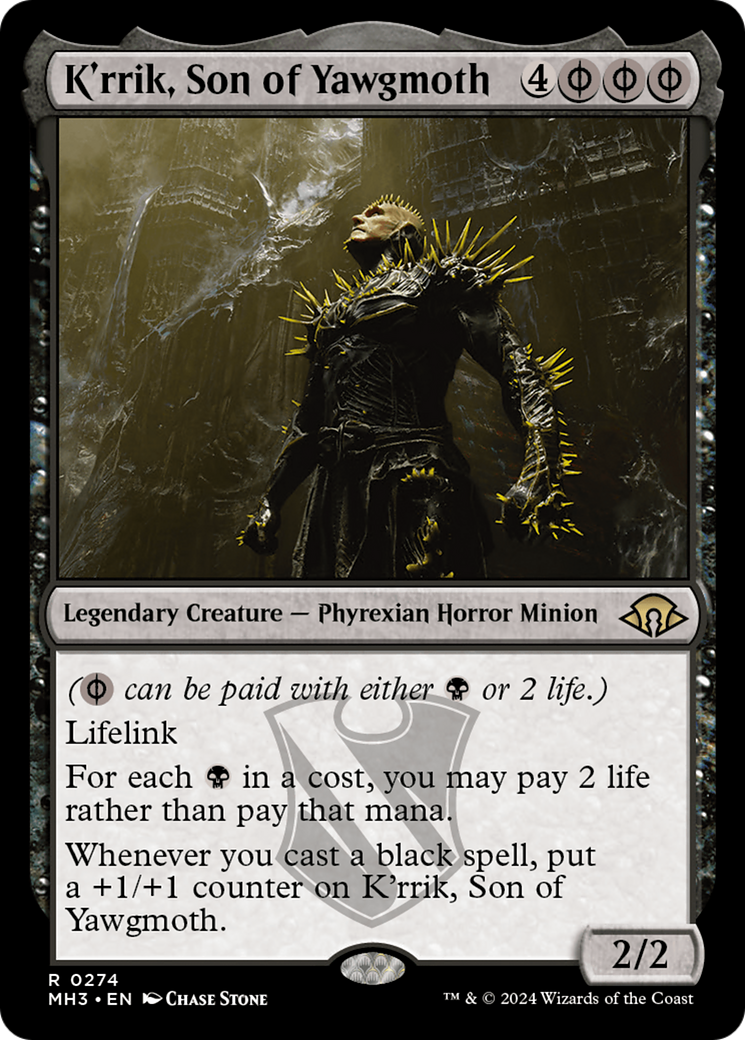 K'rrik, Son of Yawgmoth 4ΦΦΦ
Legendary Creature — Phyrexian Horror Minion
(Φ can be paid with either 💀 or 2 life.)
Lifelink
For each 💀 in a cost, you may pay 2 life
rather than pay that mana.
Whenever you cast a black spell, put
a +1/+1 counter on K'rrik, Son of
Yawgmoth.
2/2
R 0274
MH3 • EN Chase Stone
™ & © 2024 Wizards of the Coast